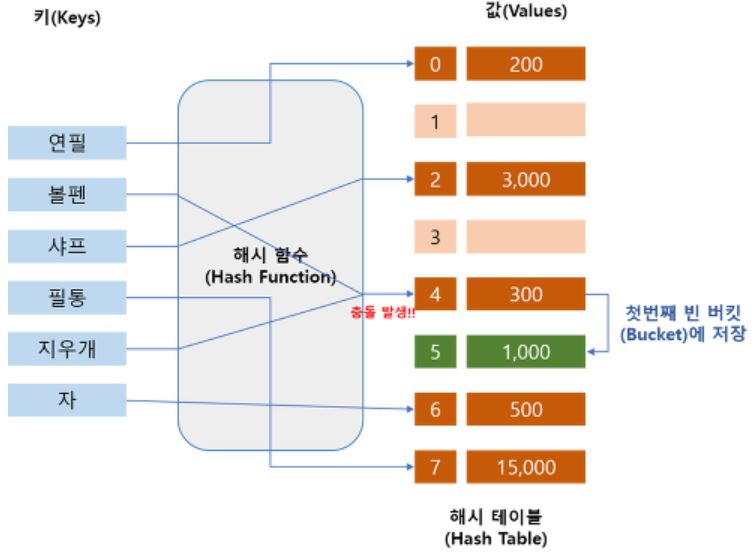 키(Keys)
값(Values)
연필
볼펜
샤프
필통
지우개
자
해시 함수
(Hash Function)
충돌 발생!!
0
200
1
2
3,000
3
4
300
5
1,000
6
500
7
15,000
첫번째 빈 버킷
(Bucket)에 저장
해시 테이블
(Hash Table)